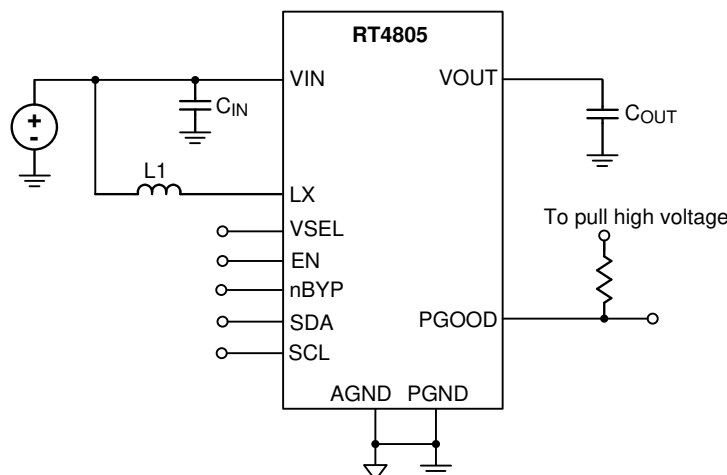 RT4805
VIN
VOUT
CIN
COUT
+
-
L1
LX
To pull high voltage
VSEL
EN
nBYP
SDA
PGOOD
SCL
AGND PGND